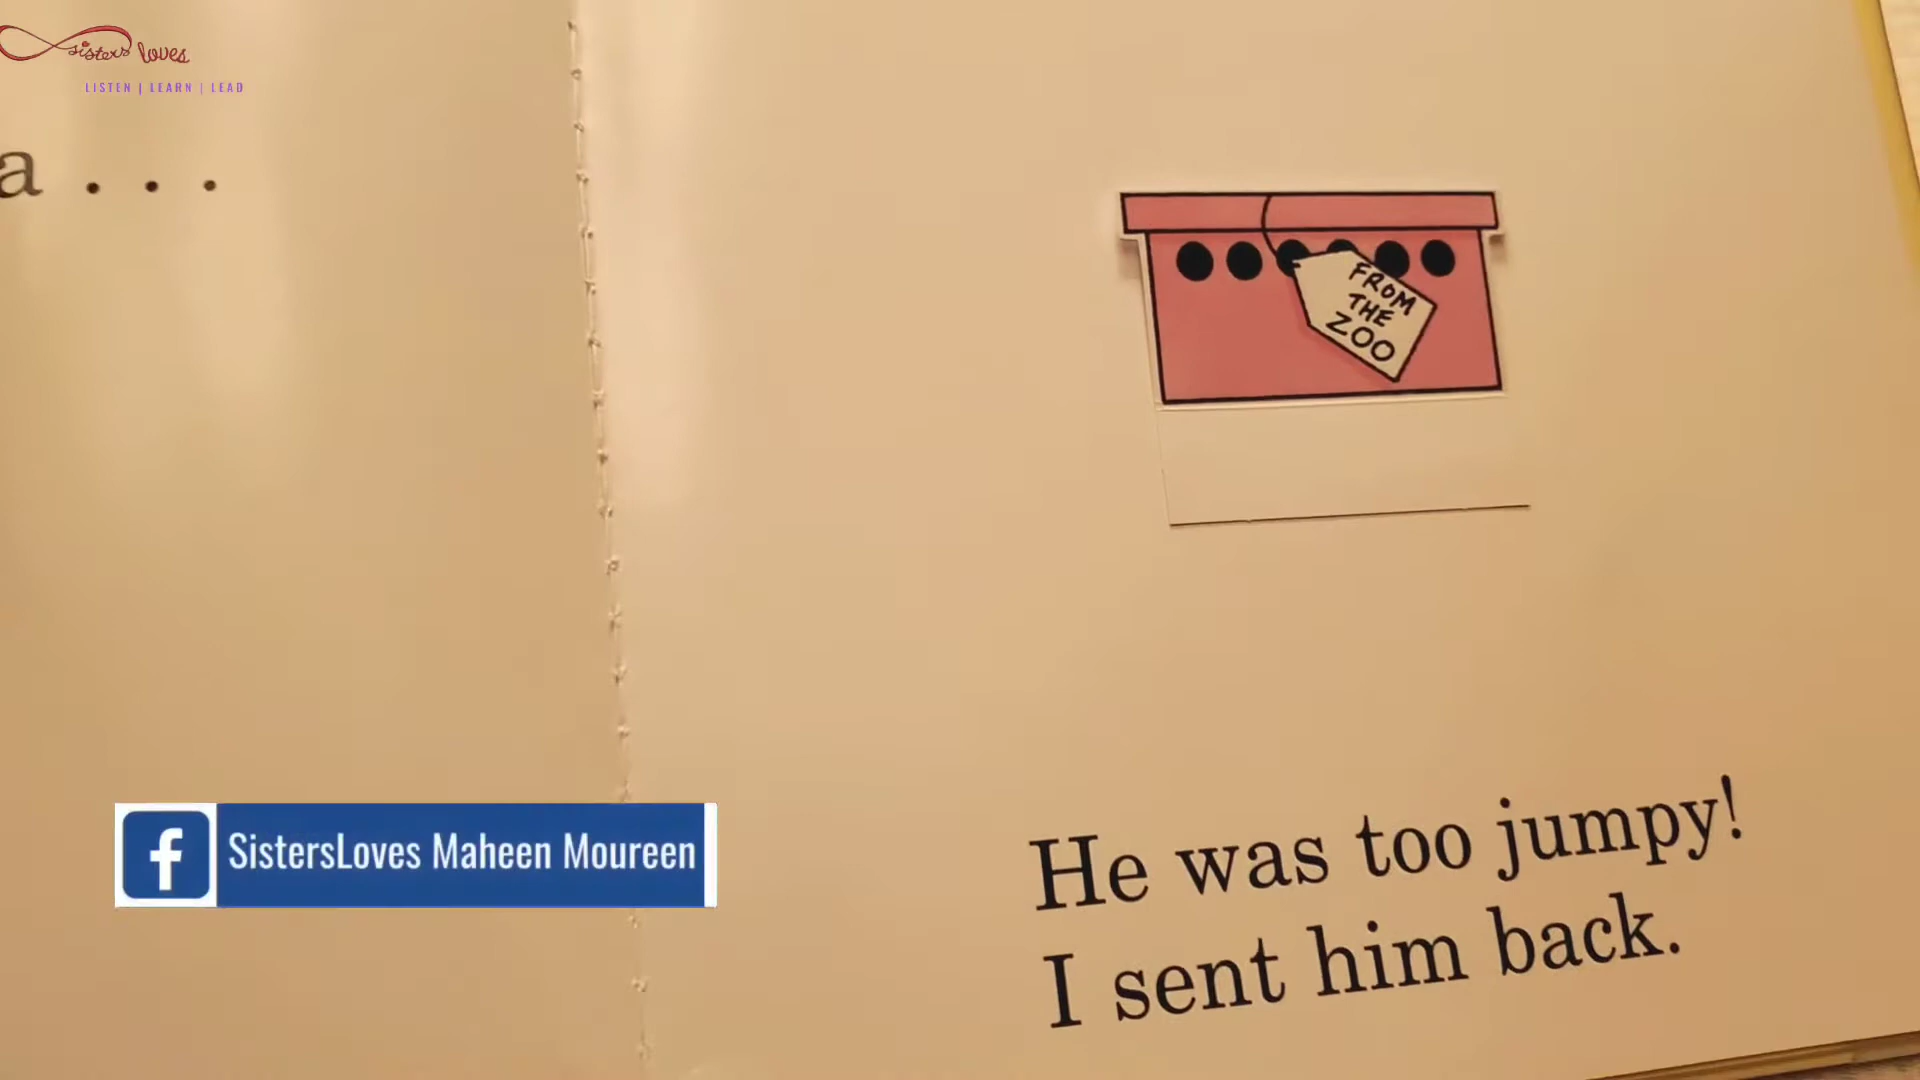 sisters loves
LISTEN | LEARN | LEAD
a . . .
FROM
THE
ZOO
f SistersLoves Maheen Moureen
He was too jumpy!
I sent him back.